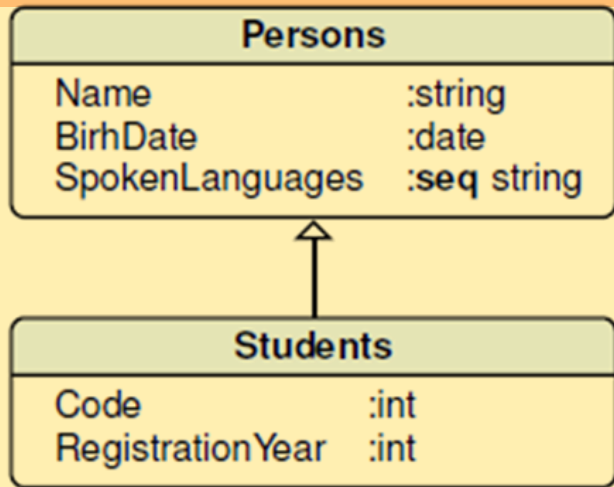 Persons
Name :string
BirhDate :date
SpokenLanguages :seq string
Students
Code :int
RegistrationYear :int